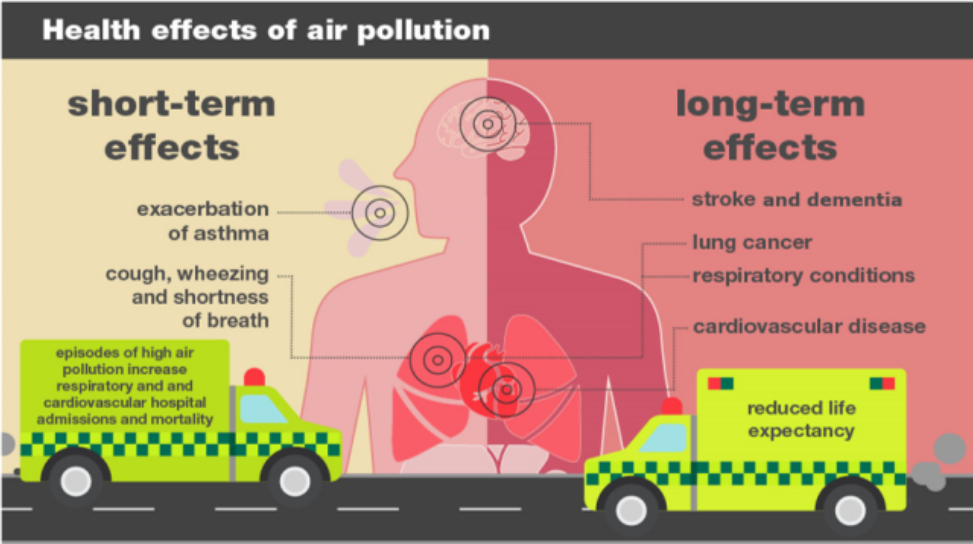 Health effects of air pollution
short-term
effects
exacerbation
of asthma
cough, wheezing
and shortness
of breath
episodes of high air
pollution increase
respiratory and and
cardiovascular hospital
admissions and mortality
long-term
effects
stroke and dementia
lung cancer
respiratory conditions
cardiovascular disease
reduced life
expectancy